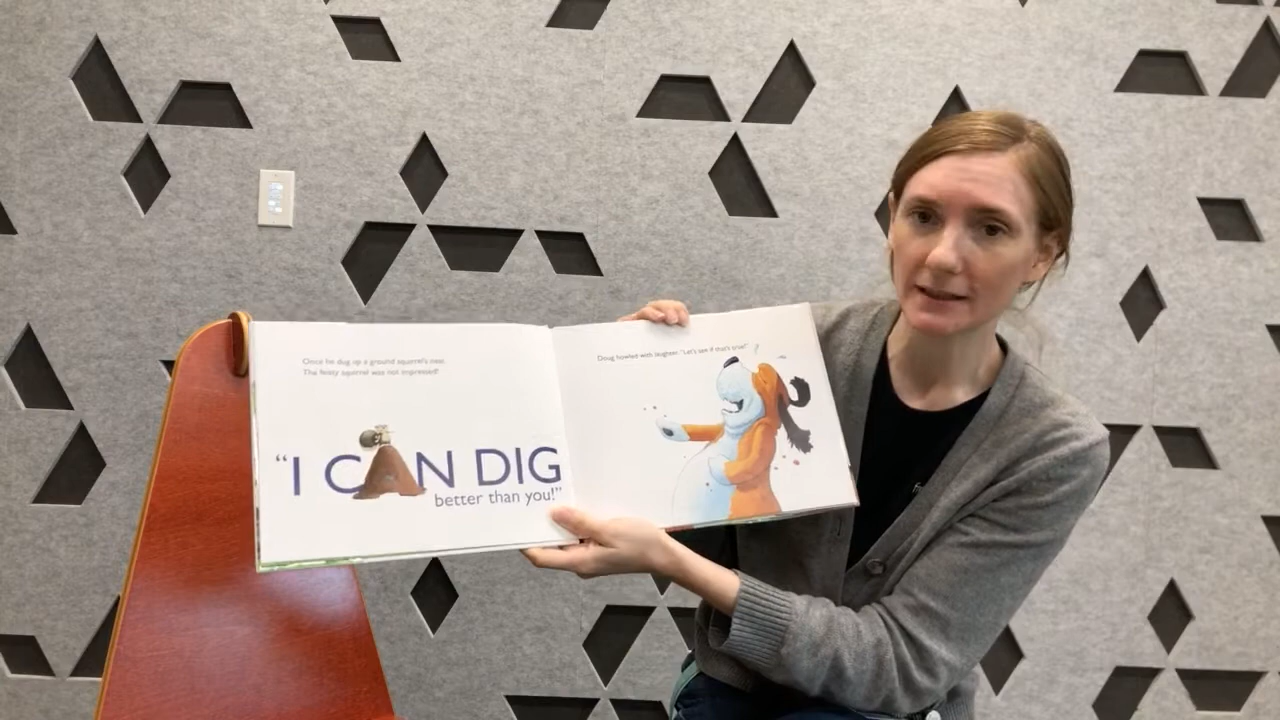 Once he dug up a ground squirrel's nest.
The feisty squirrel was not impressed!
"I CAN DIG
better than you!"
Doug howled with laughter. "Let's see if that's true!"